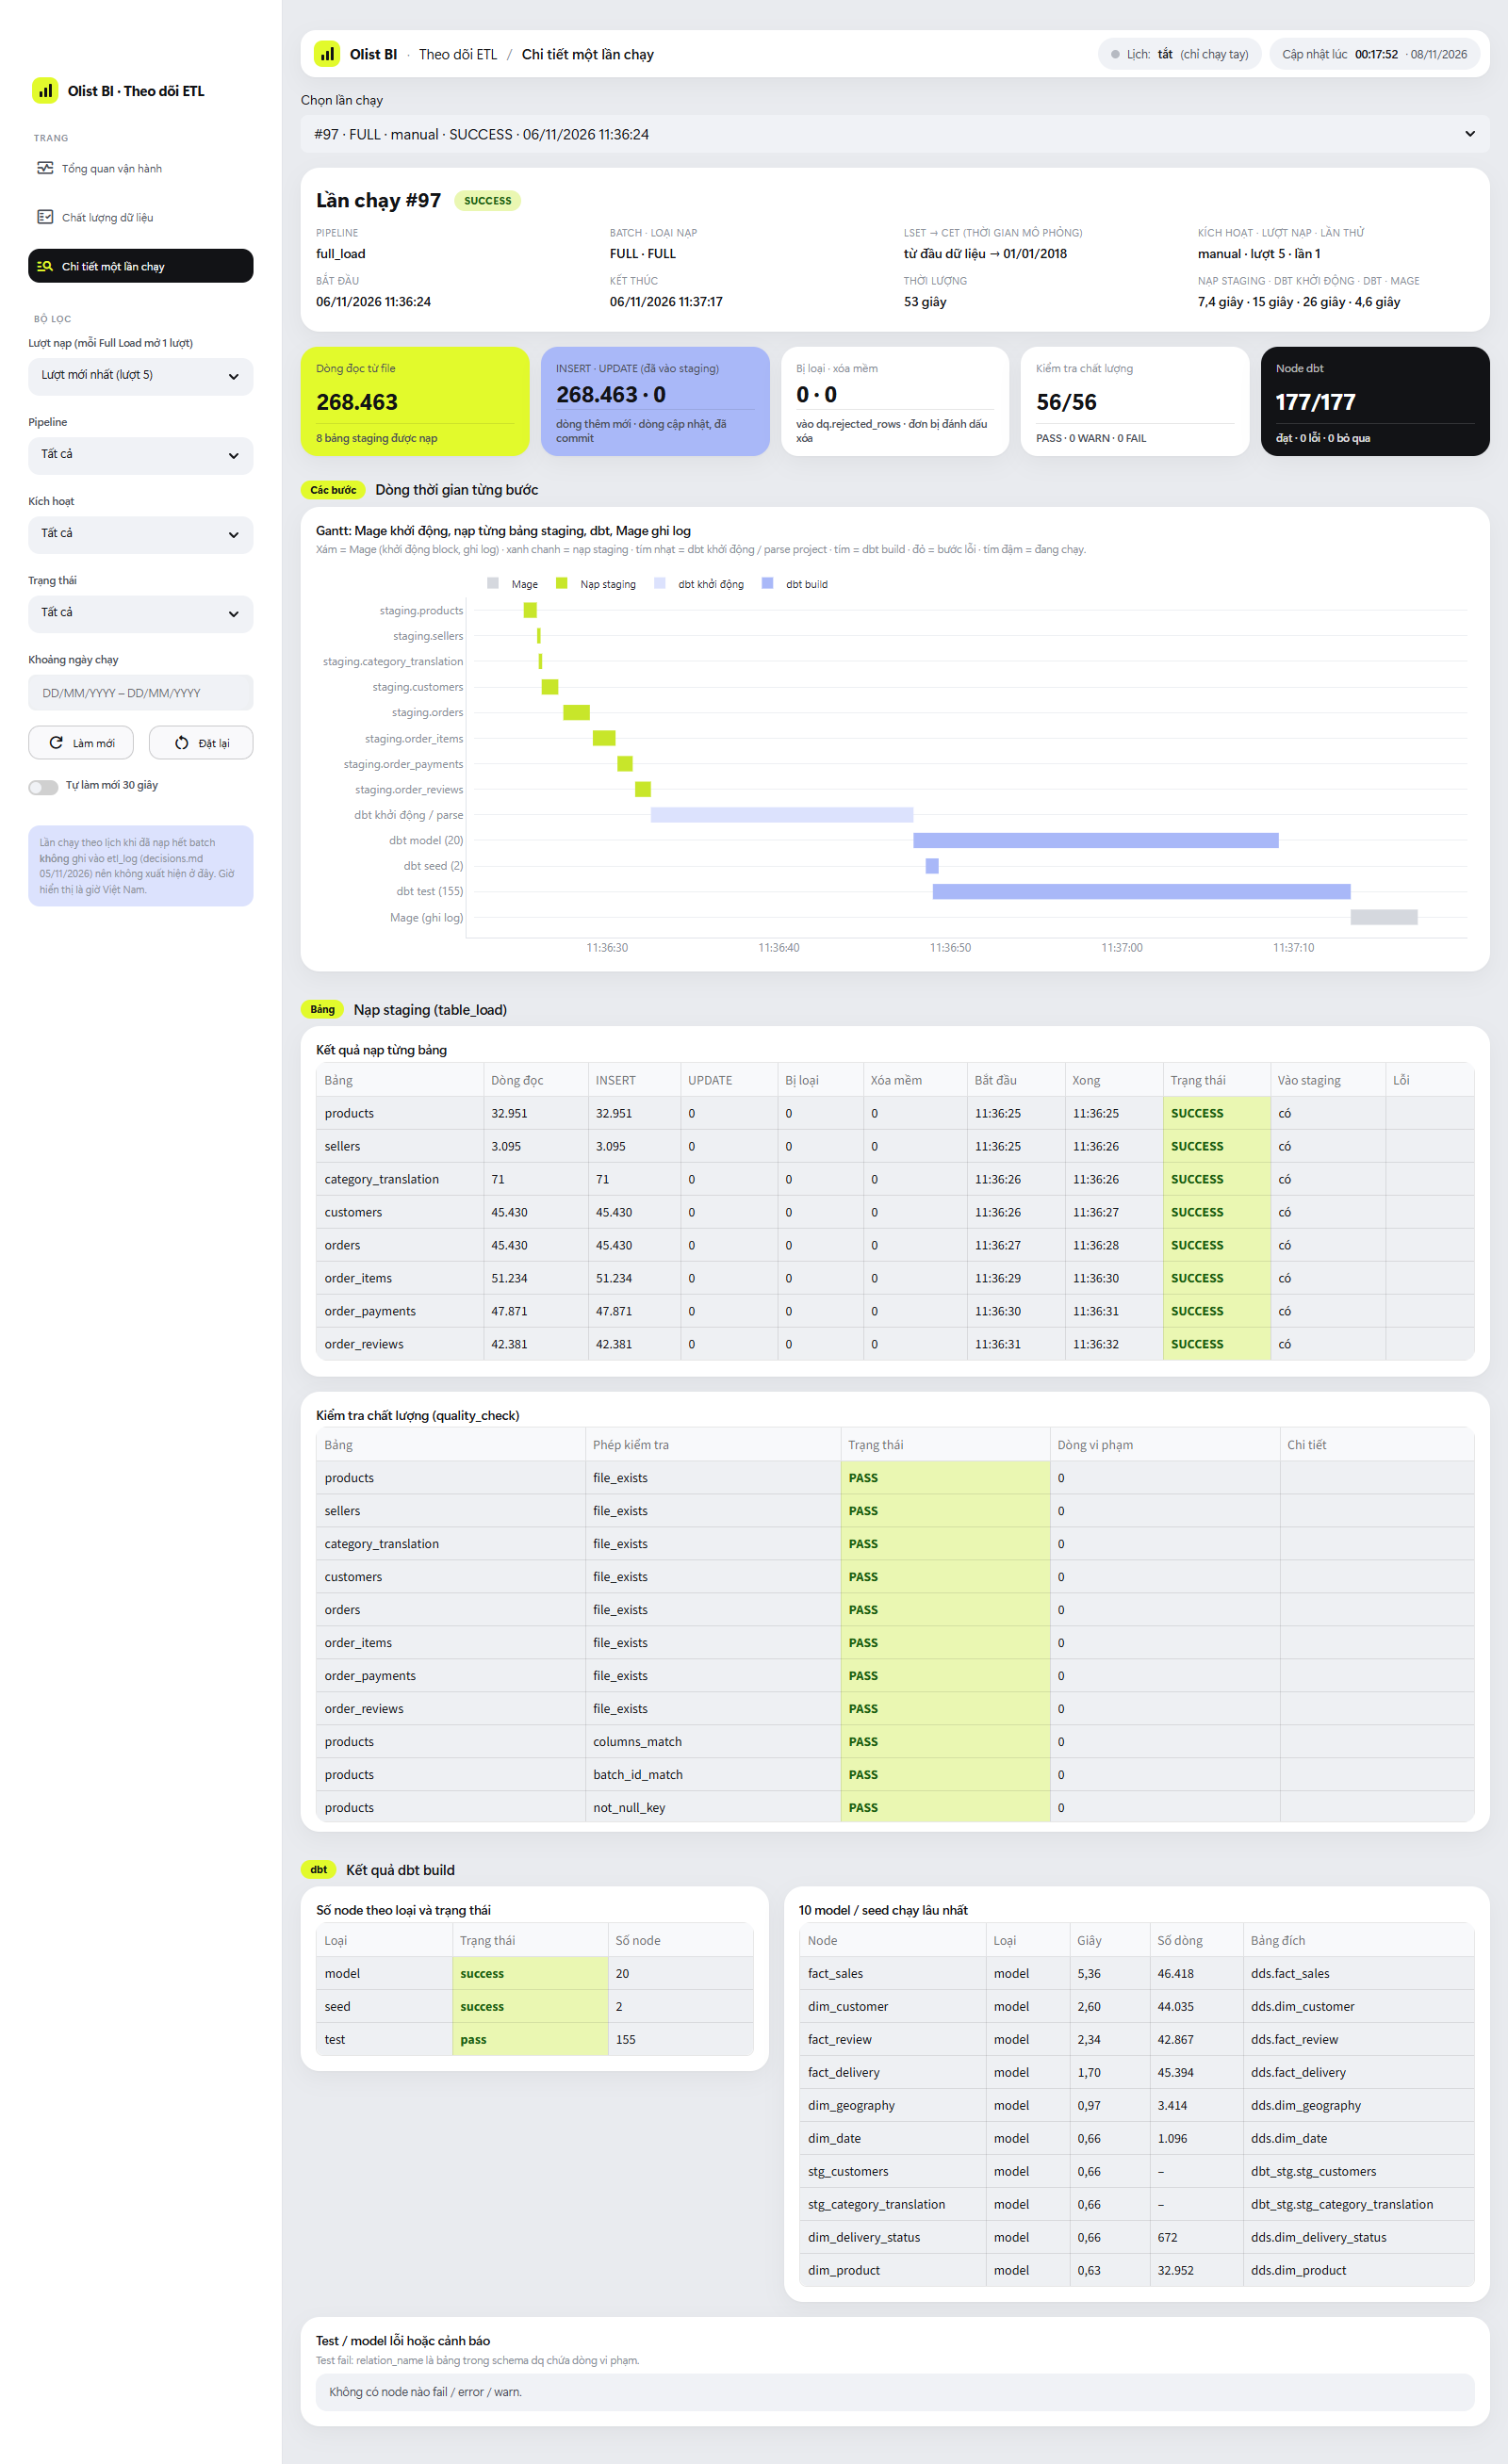 Olist BI · Theo dõi ETL
TRANG
Tổng quan vận hành
Chất lượng dữ liệu
Chi tiết một lần chạy
BỘ LỌC
Lượt nạp (mỗi Full Load mở 1 lượt)
Lượt mới nhất (lượt 5)
Pipeline
Tất cả
Kích hoạt
Tất cả
Trạng thái
Tất cả
Khoảng ngày chạy
DD/MM/YYYY – DD/MM/YYYY
Làm mới
Đặt lại
Tự làm mới 30 giây
Lần chạy theo lịch khi đã nạp hết batch
không ghi vào etl_log (decisions.md
05/11/2026) nên không xuất hiện ở đây. Giờ
hiển thị là giờ Việt Nam.
Olist BI · Theo dõi ETL / Chi tiết một lần chạy
Lịch: tắt (chỉ chạy tay)
Cập nhật lúc 00:17:52 · 08/11/2026
Chọn lần chạy
#97 · FULL · manual · SUCCESS · 06/11/2026 11:36:24
Lần chạy #97 SUCCESS
PIPELINE
full_load
BATCH · LOẠI NẠP
FULL · FULL
LSET → CET (THỜI GIAN MÔ PHỎNG)
từ đầu dữ liệu → 01/01/2018
KÍCH HOẠT · LƯỢT NẠP · LẦN THỬ
manual · lượt 5 · lần 1
BẮT ĐẦU
06/11/2026 11:36:24
KẾT THÚC
06/11/2026 11:37:17
THỜI LƯỢNG
53 giây
NẠP STAGING · DBT KHỞI ĐỘNG · DBT · MAGE
7,4 giây · 15 giây · 26 giây · 4,6 giây
Dòng đọc từ file
268.463
8 bảng staging được nạp
INSERT · UPDATE (đã vào staging)
268.463 · 0
dòng thêm mới · dòng cập nhật, đã
commit
Bị loại · xóa mềm
0 · 0
vào dq.rejected_rows · đơn bị đánh dấu
xóa
Kiểm tra chất lượng
56/56
PASS · 0 WARN · 0 FAIL
Node dbt
177/177
đạt · 0 lỗi · 0 bỏ qua
Các bước Dòng thời gian từng bước
Gantt: Mage khởi động, nạp từng bảng staging, dbt, Mage ghi log
Xám = Mage (khởi động block, ghi log) · xanh chanh = nạp staging · tím nhạt = dbt khởi động / parse project · tím = dbt build · đỏ = bước lỗi · tím đậm = đang chạy.
Mage Nạp staging dbt khởi động dbt build
staging.products
staging.sellers
staging.category_translation
staging.customers
staging.orders
staging.order_items
staging.order_payments
staging.order_reviews
dbt khởi động / parse
dbt model (20)
dbt seed (2)
dbt test (155)
Mage (ghi log)
11:36:30 11:36:40 11:36:50 11:37:00 11:37:10
Bảng Nạp staging (table_load)
Kết quả nạp từng bảng
Bảng Dòng đọc INSERT UPDATE Bị loại Xóa mềm Bắt đầu Xong Trạng thái Vào staging Lỗi
products 32.951 32.951 0 0 0 11:36:25 11:36:25 SUCCESS có
sellers 3.095 3.095 0 0 0 11:36:25 11:36:26 SUCCESS có
category_translation 71 71 0 0 0 11:36:26 11:36:26 SUCCESS có
customers 45.430 45.430 0 0 0 11:36:26 11:36:27 SUCCESS có
orders 45.430 45.430 0 0 0 11:36:27 11:36:28 SUCCESS có
order_items 51.234 51.234 0 0 0 11:36:29 11:36:30 SUCCESS có
order_payments 47.871 47.871 0 0 0 11:36:30 11:36:31 SUCCESS có
order_reviews 42.381 42.381 0 0 0 11:36:31 11:36:32 SUCCESS có
Kiểm tra chất lượng (quality_check)
Bảng Phép kiểm tra Trạng thái Dòng vi phạm Chi tiết
products file_exists PASS 0
sellers file_exists PASS 0
category_translation file_exists PASS 0
customers file_exists PASS 0
orders file_exists PASS 0
order_items file_exists PASS 0
order_payments file_exists PASS 0
order_reviews file_exists PASS 0
products columns_match PASS 0
products batch_id_match PASS 0
products not_null_key PASS 0
dbt Kết quả dbt build
Số node theo loại và trạng thái
Loại Trạng thái Số node
model success 20
seed success 2
test pass 155
10 model / seed chạy lâu nhất
Node Loại Giây Số dòng Bảng đích
fact_sales model 5,36 46.418 dds.fact_sales
dim_customer model 2,60 44.035 dds.dim_customer
fact_review model 2,34 42.867 dds.fact_review
fact_delivery model 1,70 45.394 dds.fact_delivery
dim_geography model 0,97 3.414 dds.dim_geography
dim_date model 0,66 1.096 dds.dim_date
stg_customers model 0,66 – dbt_stg.stg_customers
stg_category_translation model 0,66 – dbt_stg.stg_category_translation
dim_delivery_status model 0,66 672 dds.dim_delivery_status
dim_product model 0,63 32.952 dds.dim_product
Test / model lỗi hoặc cảnh báo
Test fail: relation_name là bảng trong schema dq chứa dòng vi phạm.
Không có node nào fail / error / warn.